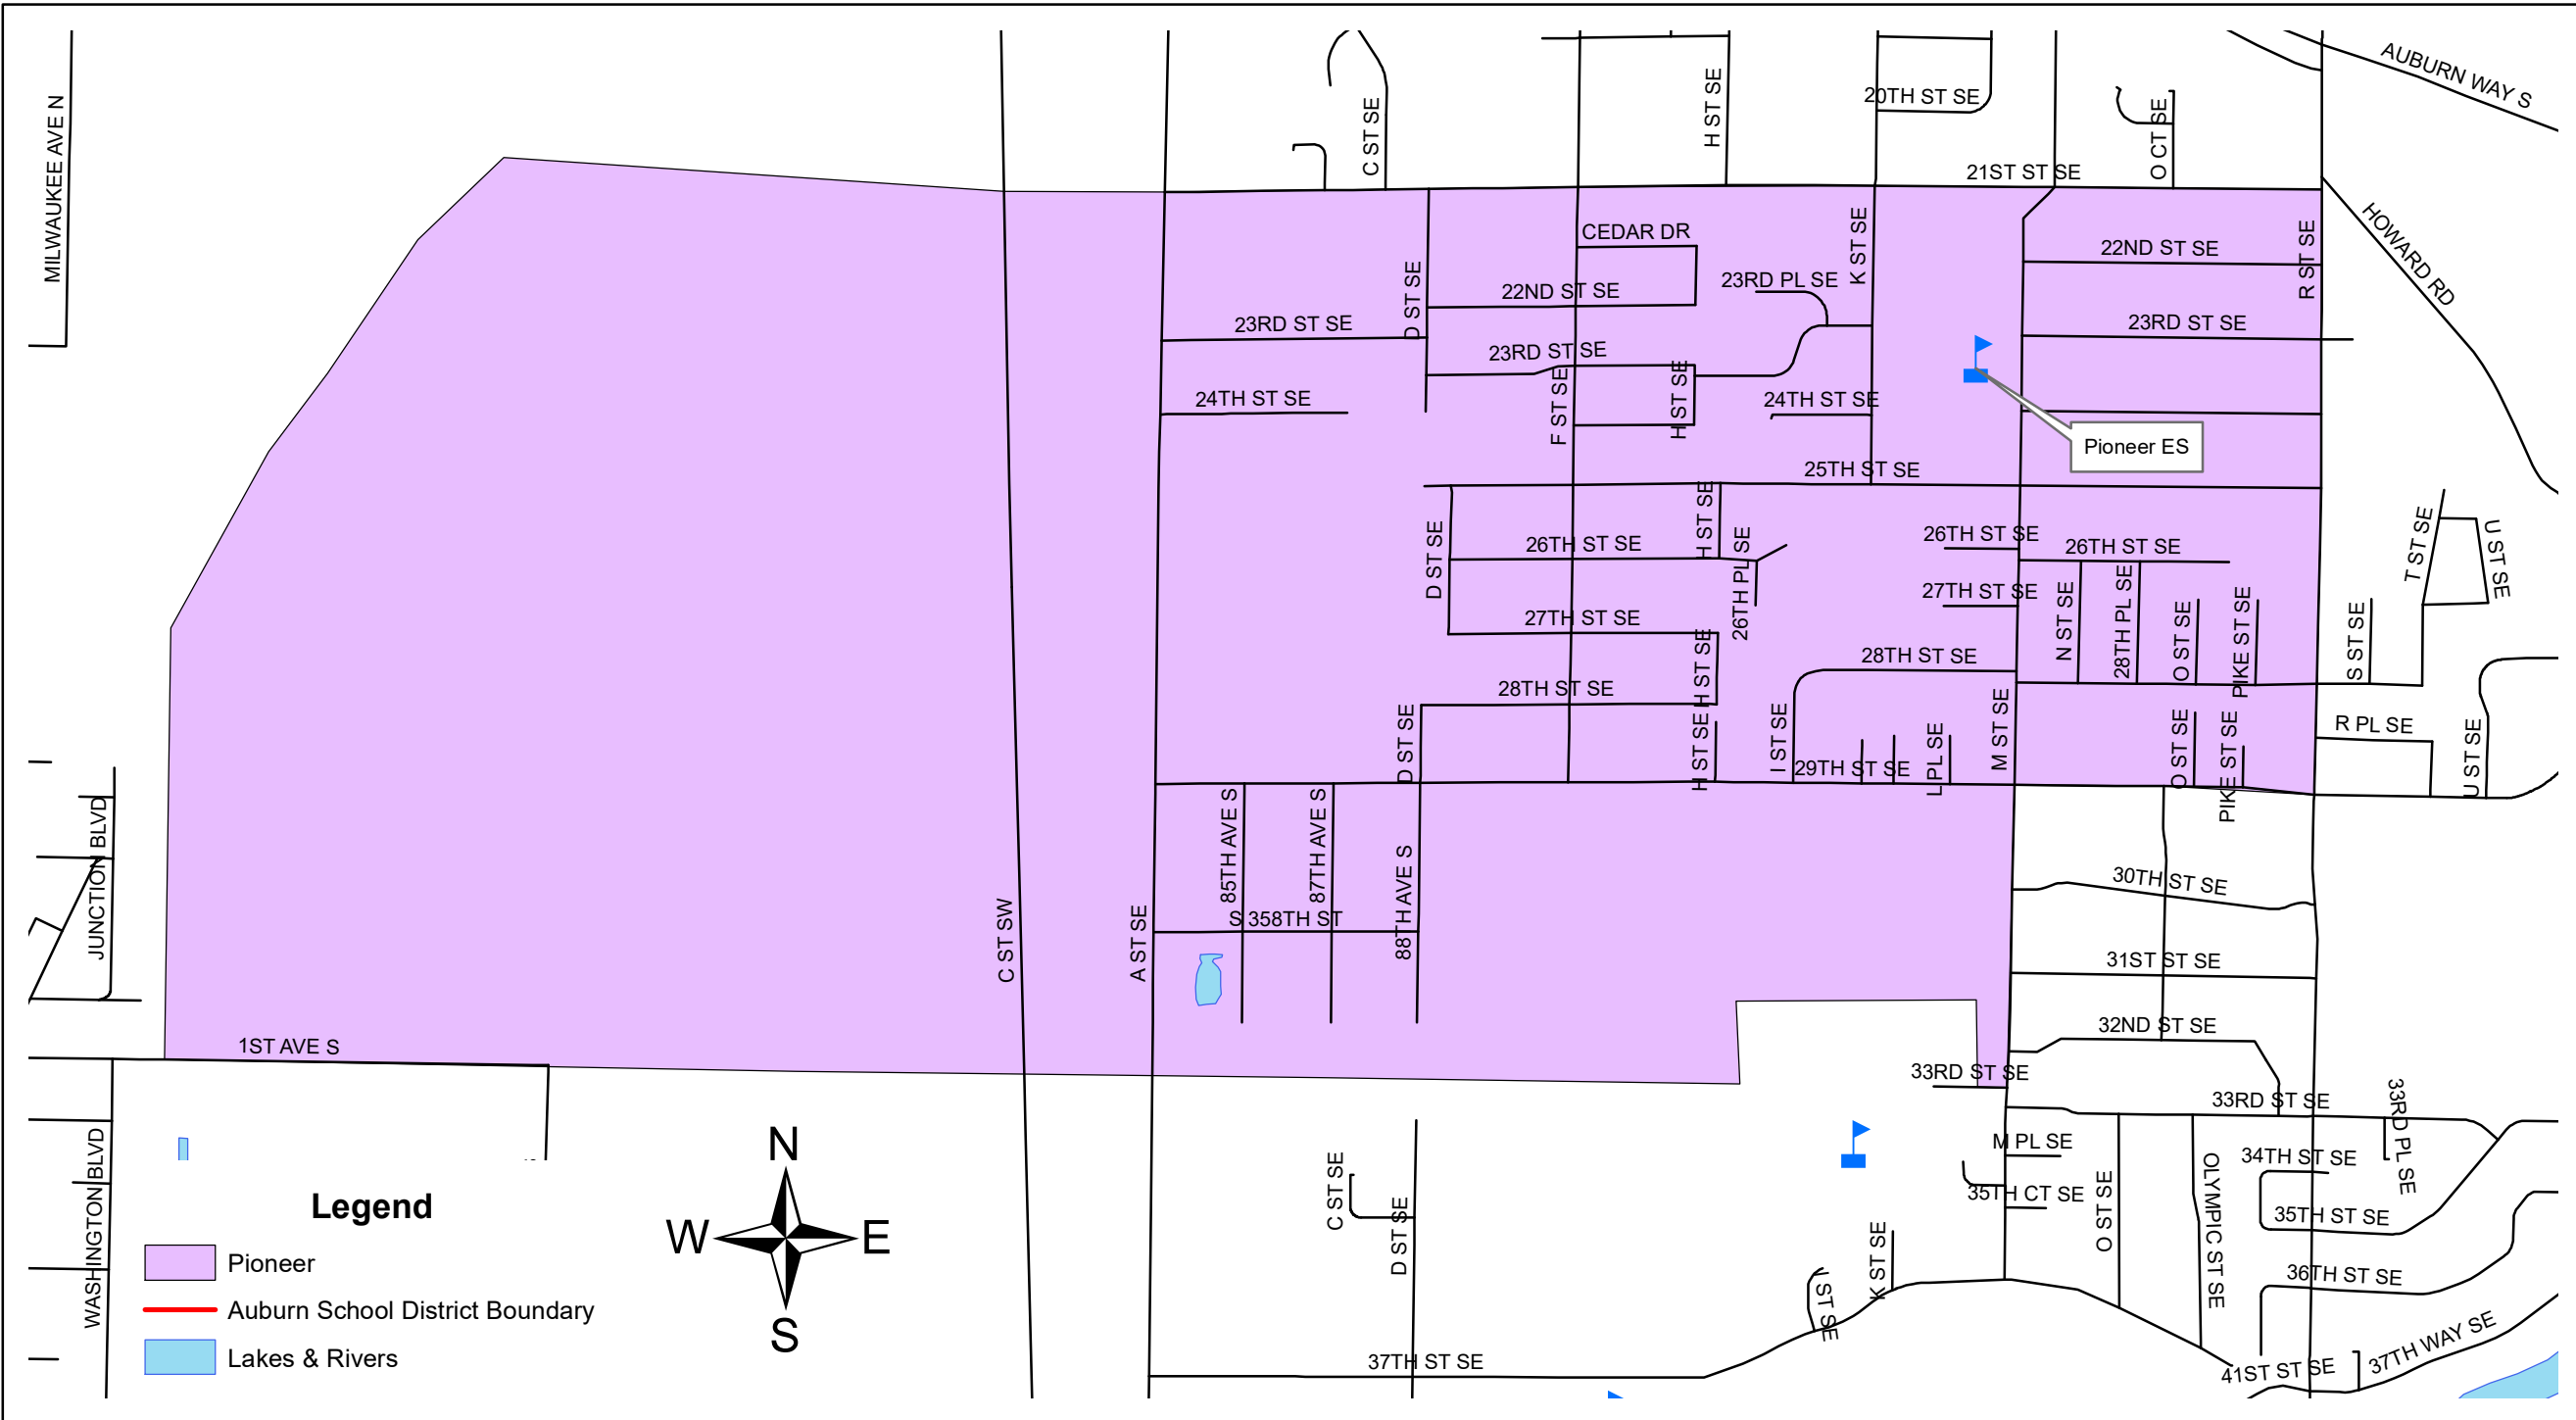 AUBURN WAY S
MILWAUKEE AVE N
C ST SE
H ST SE
20TH ST SE
O CT SE
21ST ST SE
HOWARD RD
CEDAR DR
K ST SE
22ND ST SE
R ST SE
D ST SE
23RD PL SE
22ND ST SE
23RD ST SE
23RD ST SE
23RD ST SE
F ST SE
H ST SE
24TH ST SE
24TH ST SE
Pioneer ES
25TH ST SE
D ST SE
H ST SE
26TH ST SE
26TH PL SE
26TH ST SE
26TH ST SE
T ST SE
U ST SE
27TH ST SE
27TH ST SE
N ST SE
28TH PL SE
O ST SE
PIKE ST SE
S ST SE
28TH ST SE
H ST SE
28TH ST SE
D ST SE
H ST SE
I ST SE
29TH ST SE
L PL SE
M ST SE
O ST SE
PIKE ST SE
R PL SE
U ST SE
JUNCTION BLVD
85TH AVE S
87TH AVE S
88TH AVE S
S 358TH ST
C ST SW
A ST SE
30TH ST SE
31ST ST SE
32ND ST SE
1ST AVE S
33RD ST SE
33RD ST SE
33RD PL SE
M PL SE
34TH ST SE
35TH CT SE
35TH ST SE
O ST SE
OLYMPIC ST SE
36TH ST SE
K ST SE
C ST SE
D ST SE
37TH ST SE
41ST ST SE
37TH WAY SE
WASHINGTON BLVD
N
W
E
S
Legend
Pioneer
Auburn School District Boundary
Lakes & Rivers